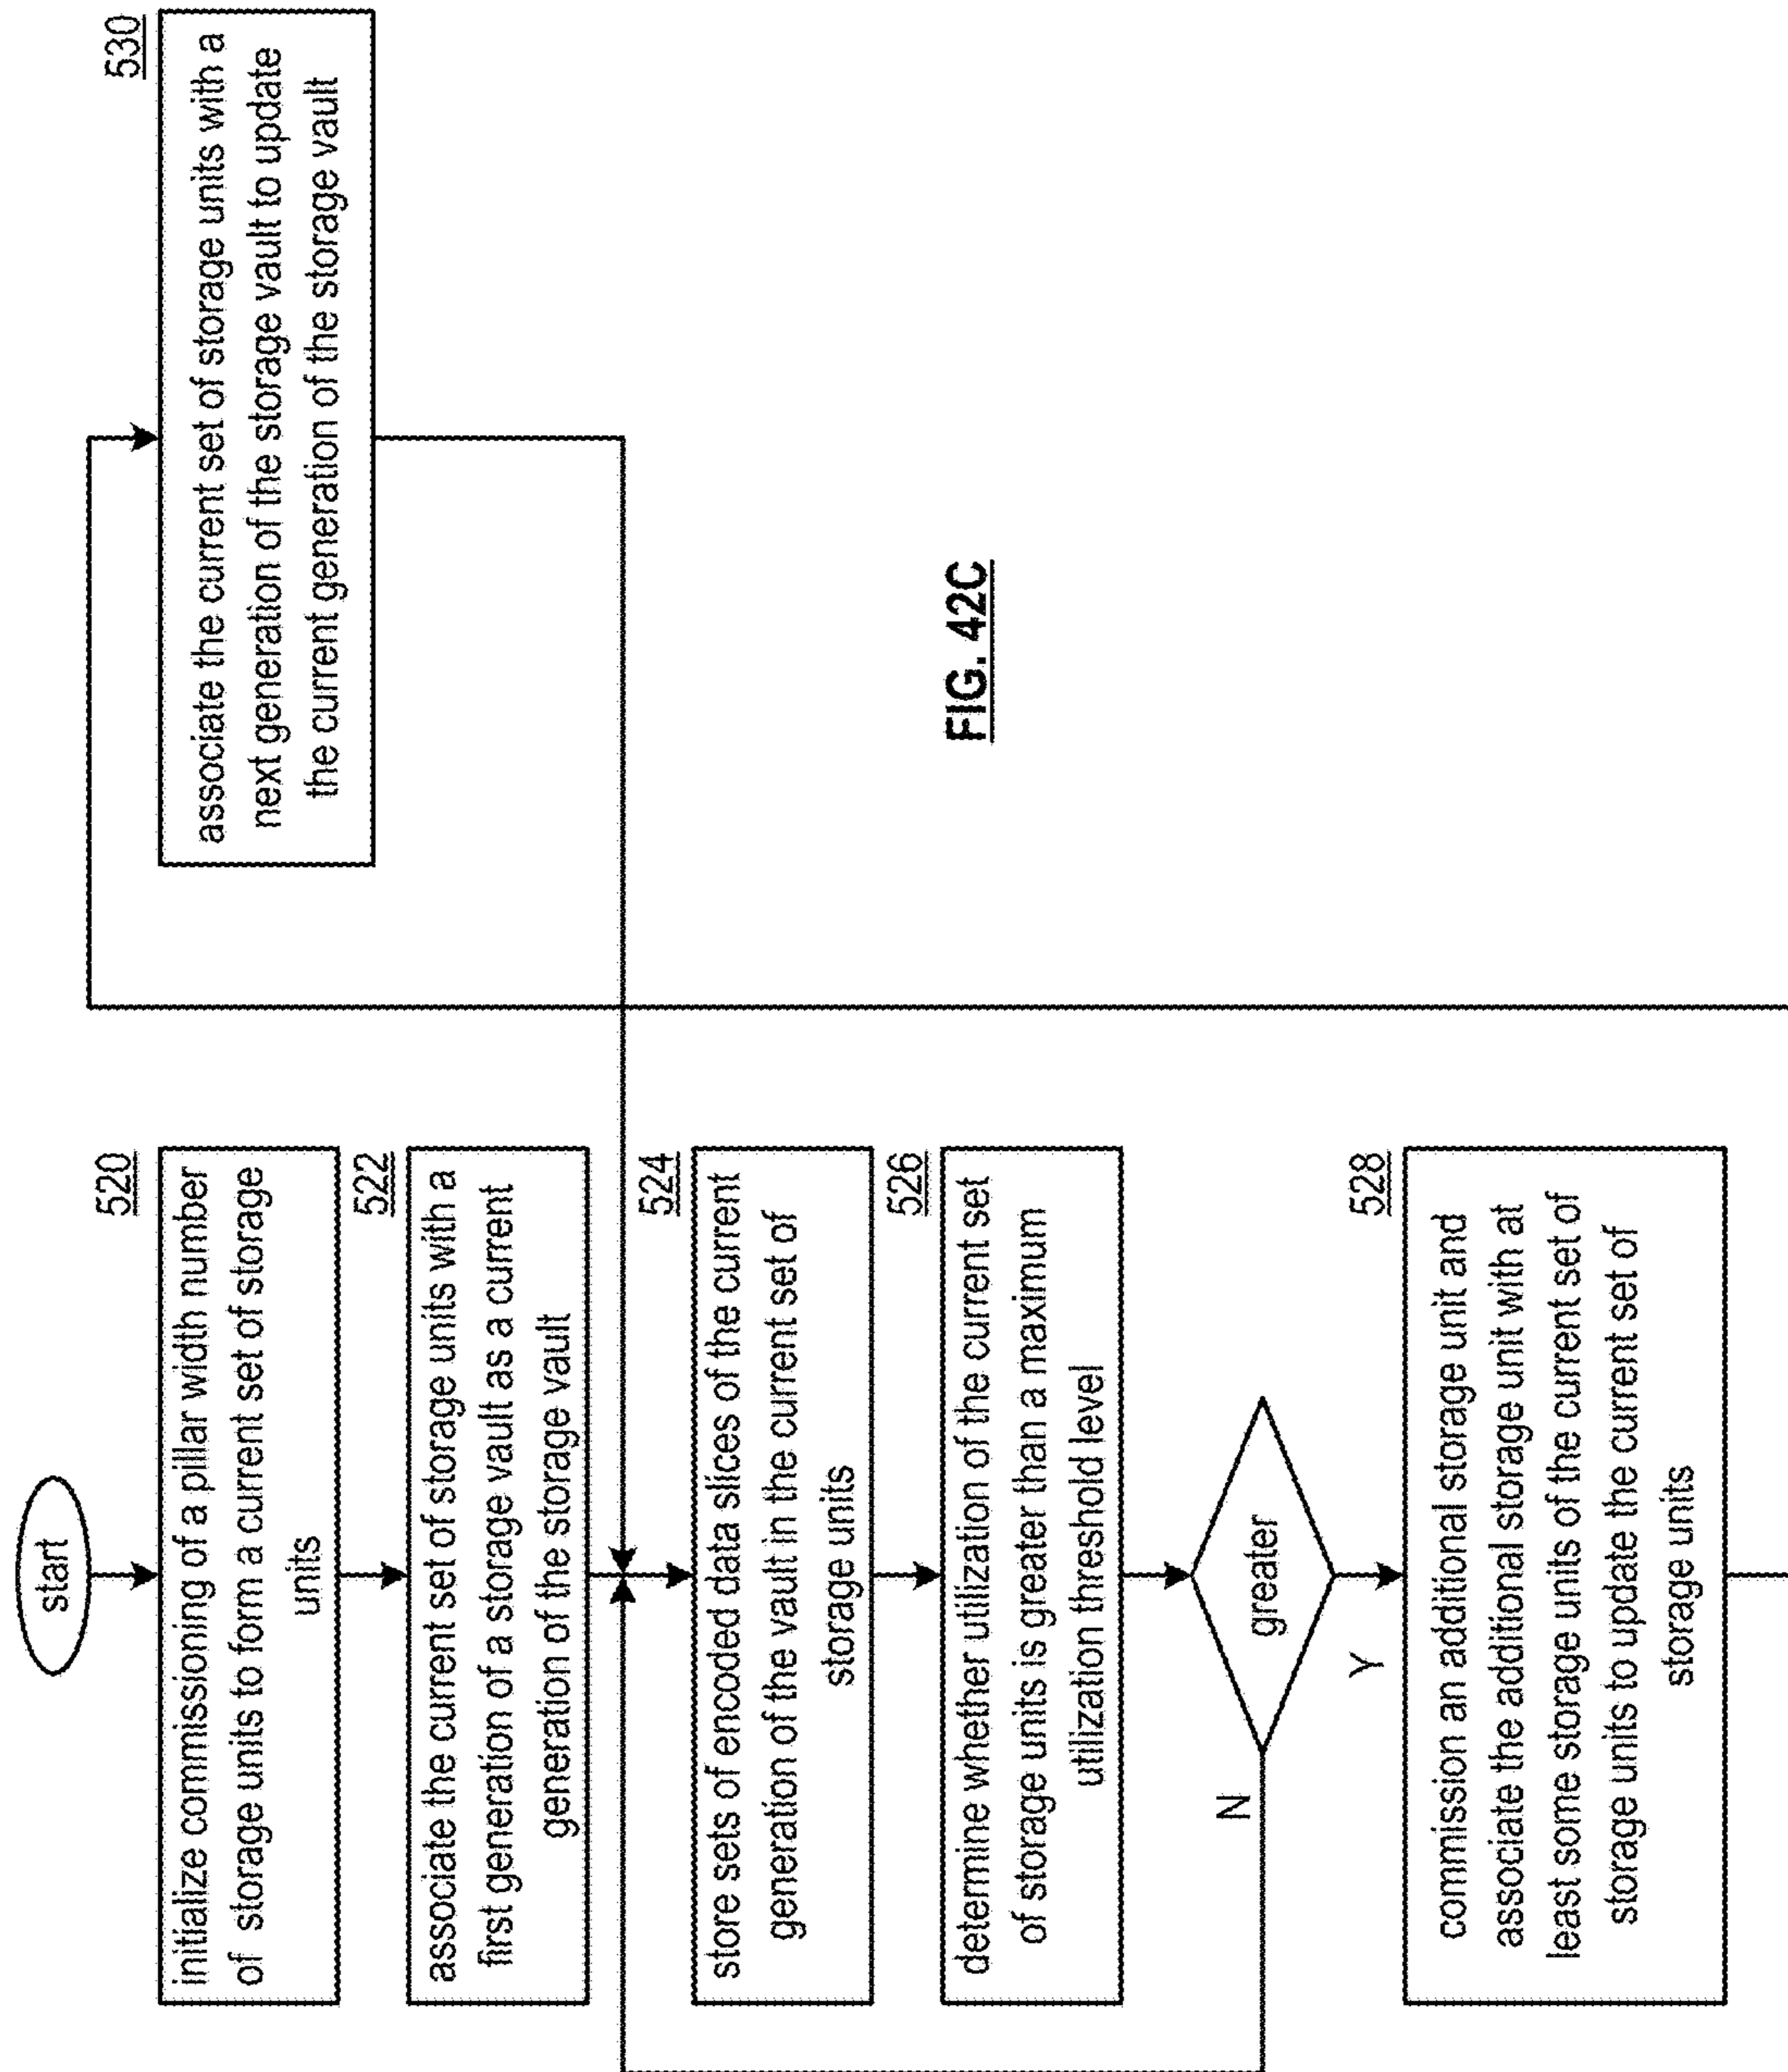 start
520
initialize commissioning of a pillar width number
of storage units to form a current set of storage
units
522
associate the current set of storage units with a
first generation of a storage vault as a current
generation of the storage vault
524
store sets of encoded data slices of the current
generation of the vault in the current set of
storage units
526
determine whether utilization of the current set
of storage units is greater than a maximum
utilization threshold level
greater
N
Y
528
commission an additional storage unit and
associate the additional storage unit with at
least some storage units of the current set of
storage units to update the current set of
storage units
530
associate the current set of storage units with a
next generation of the storage vault to update
the current generation of the storage vault
FIG. 42C